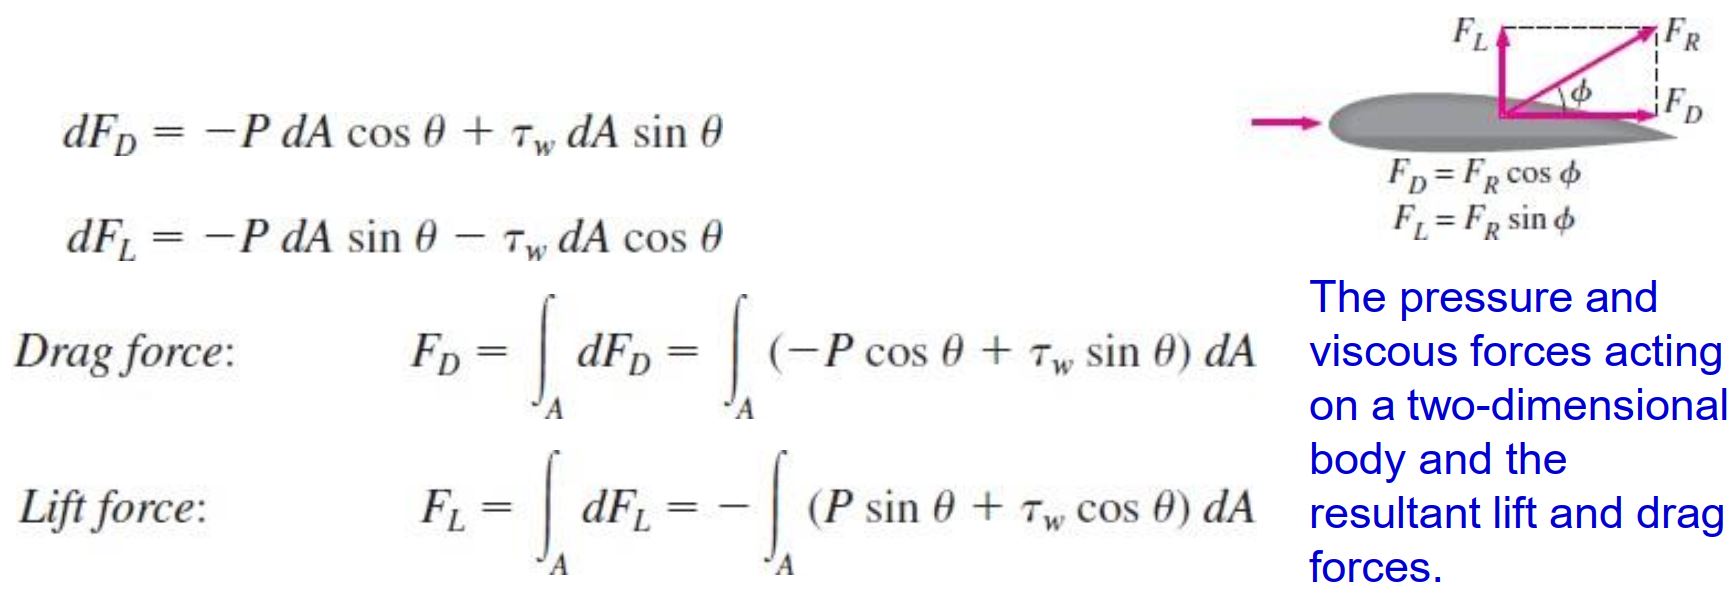 dF_D = −P dA cos θ + τ_w dA sin θ
dF_L = −P dA sin θ − τ_w dA cos θ
Drag force: F_D = ∫_A dF_D = ∫_A (−P cos θ + τ_w sin θ) dA
Lift force: F_L = ∫_A dF_L = −∫_A (P sin θ + τ_w cos θ) dA
F_L
F_R
ϕ
F_D
F_D = F_R cos ϕ
F_L = F_R sin ϕ
The pressure and
viscous forces acting
on a two-dimensional
body and the
resultant lift and drag
forces.